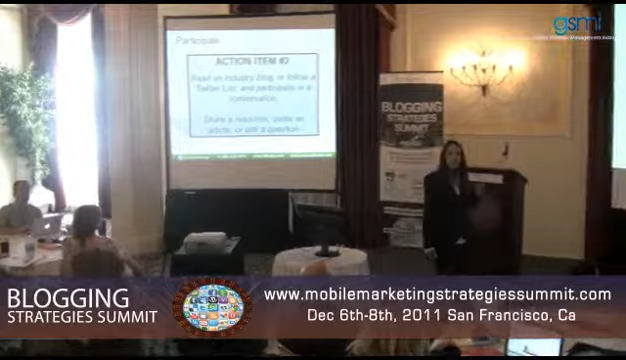 gsmi
Participate
ACTION ITEM #2
Read an industry blog, or follow a
Twitter List, and participate in a
conversation.
Share a resource, write an
article, or ask a question.
BLOGGING
STRATEGIES
SUMMIT
BLOGGING
STRATEGIES SUMMIT
www.mobilemarketingstrategiessummit.com
Dec 6th-8th, 2011 San Francisco, Ca